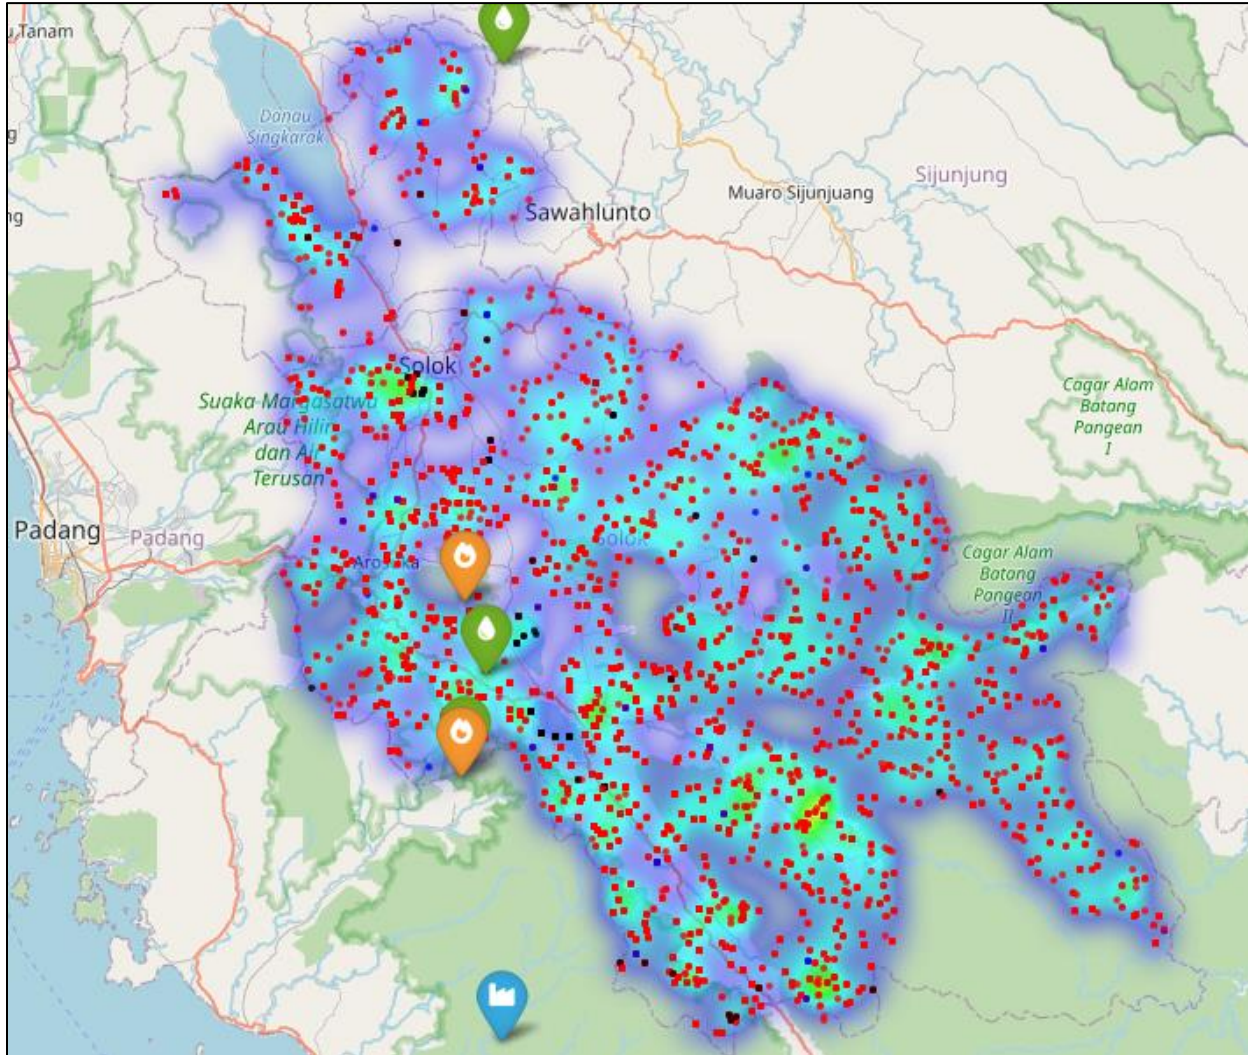 Tanam
Danau
Singkarak
Sawahlunto
Muaro Sijunjuang
Sijunjung
Solok
Suaka Margasatwa
Arau Hilir
dan Air
Terusan
Cagar Alam
Batang
Pangean
I
Padang
Padang
Solok
Cagar Alam
Batang
Pangean
II